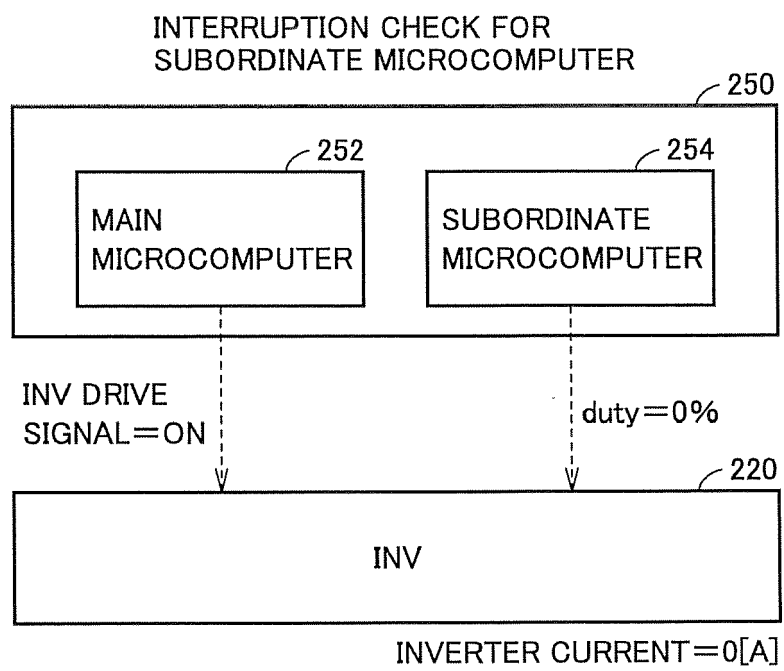 INTERRUPTION CHECK FOR
SUBORDINATE MICROCOMPUTER
250
252
254
MAIN
MICROCOMPUTER
SUBORDINATE
MICROCOMPUTER
INV DRIVE
SIGNAL=ON
duty=0%
220
INV
INVERTER CURRENT=0[A]